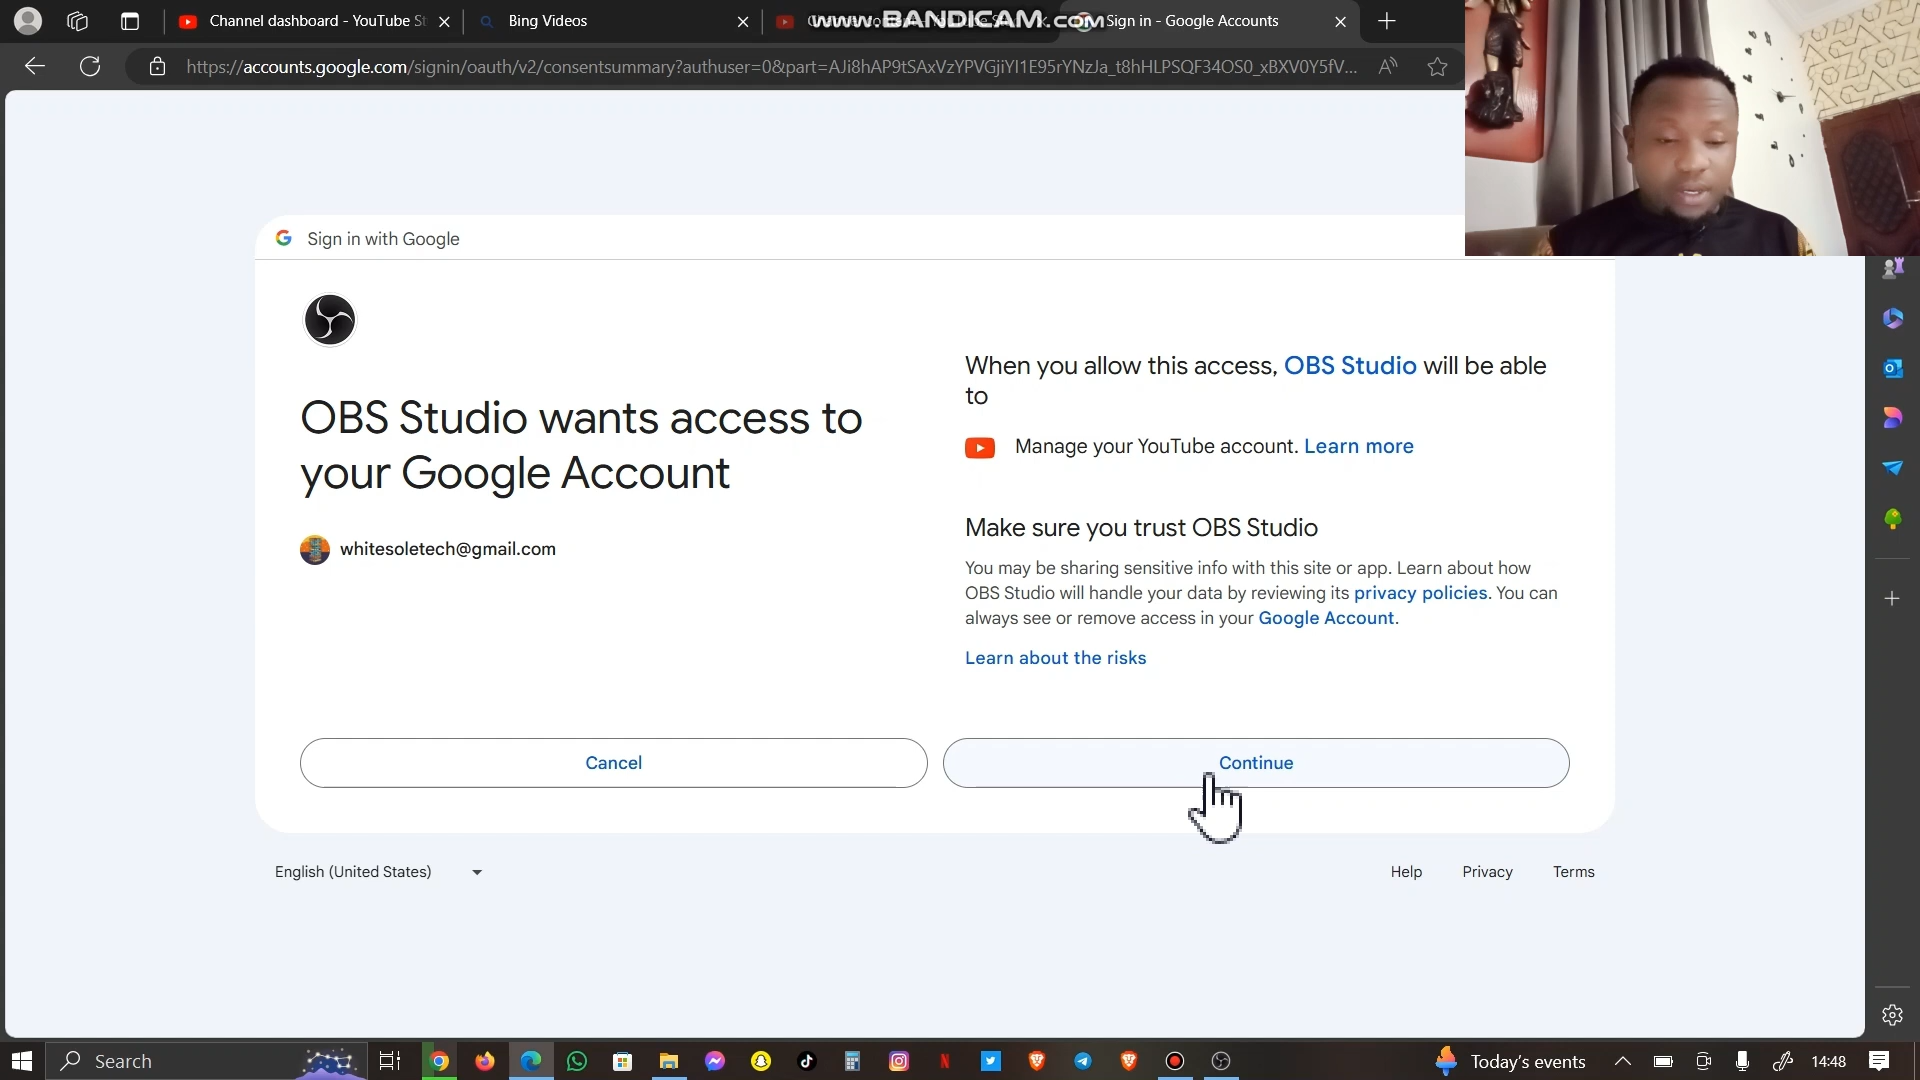 Channel dashboard - YouTube St
Bing Videos
www.BANDICAM.com
Sign in - Google Accounts
https://accounts.google.com/signin/oauth/v2/consentsummary?authuser=0&part=AJi8hAP9tSAxVzYPVGjiYI1E95rYNzJa_t8hHLPSQF34OS0_xBXV0Y5fV...
Sign in with Google
OBS Studio wants access to
your Google Account
whitesoletech@gmail.com
When you allow this access, OBS Studio will be able
to
Manage your YouTube account. Learn more
Make sure you trust OBS Studio
You may be sharing sensitive info with this site or app. Learn about how
OBS Studio will handle your data by reviewing its privacy policies. You can
always see or remove access in your Google Account.
Learn about the risks
Cancel
Continue
English (United States)
Help
Privacy
Terms
Search
Today's events
14:48